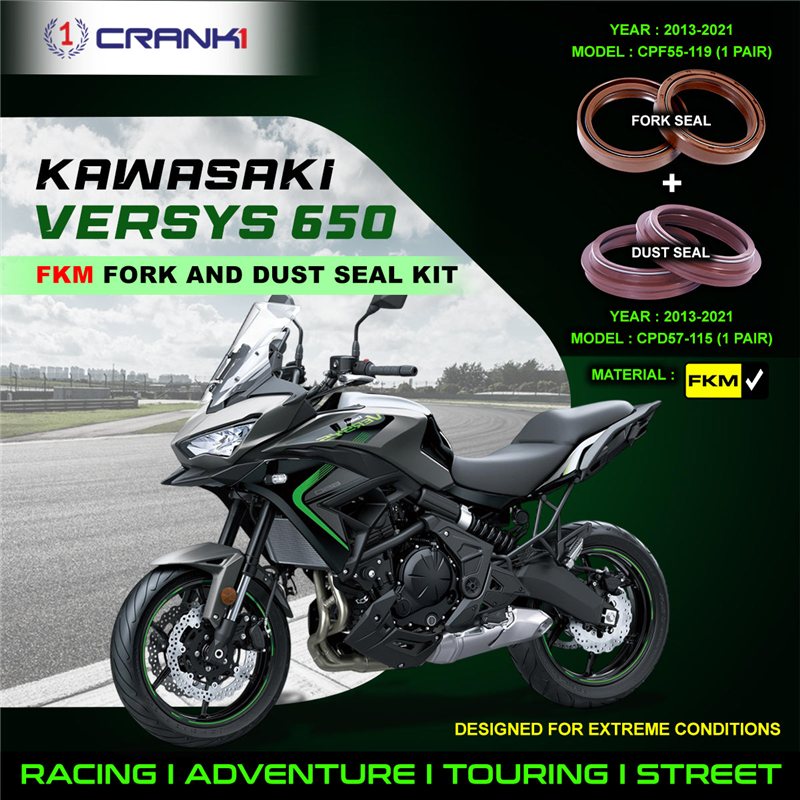 1 CRANK1
YEAR : 2013-2021
MODEL : CPF55-119 (1 PAIR)
FORK SEAL
+
DUST SEAL
YEAR : 2013-2021
MODEL : CPD57-115 (1 PAIR)
MATERIAL : FKM ✓
KAWASAKI
VERSYS 650
FKM FORK AND DUST SEAL KIT
VERSYS
DESIGNED FOR EXTREME CONDITIONS
RACING I ADVENTURE I TOURING I STREET